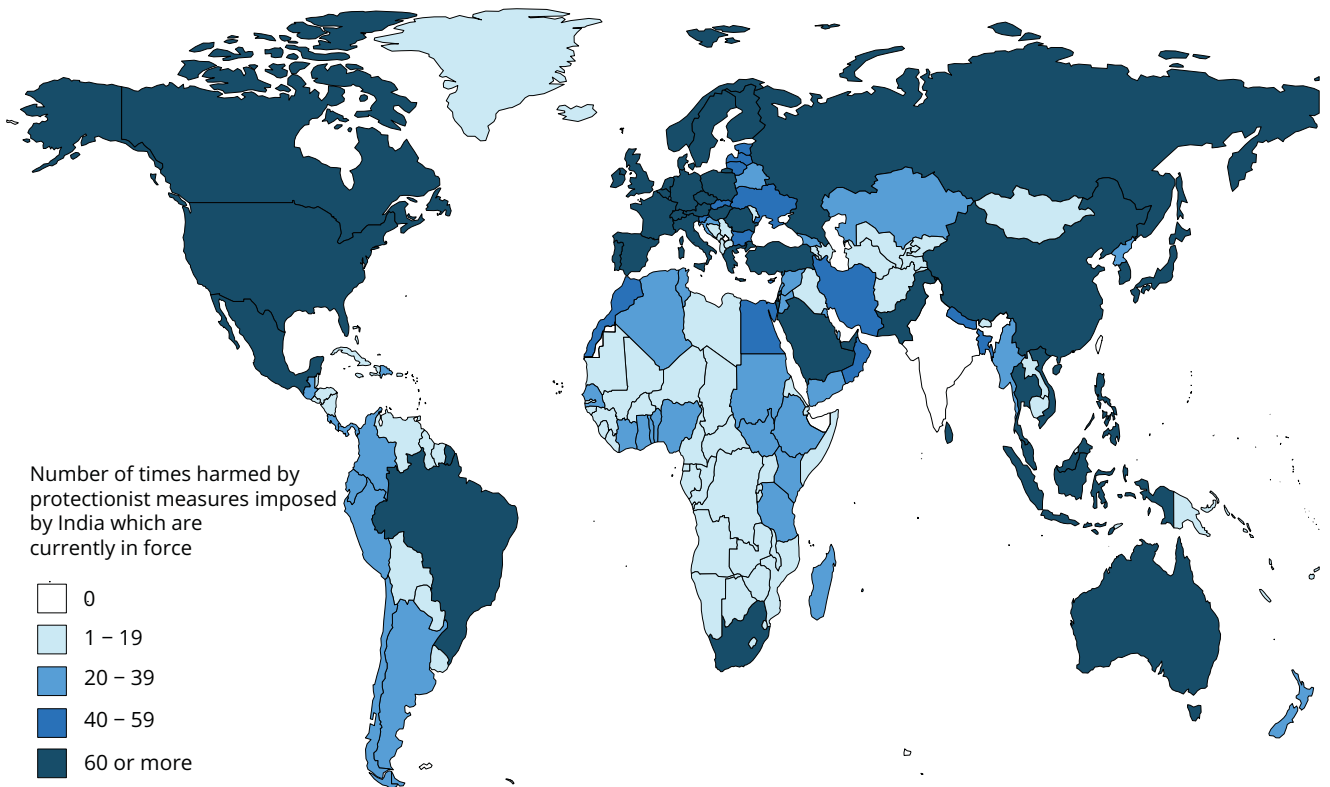 Number of times harmed by
protectionist measures imposed
by India which are
currently in force
0
1 – 19
20 – 39
40 – 59
60 or more